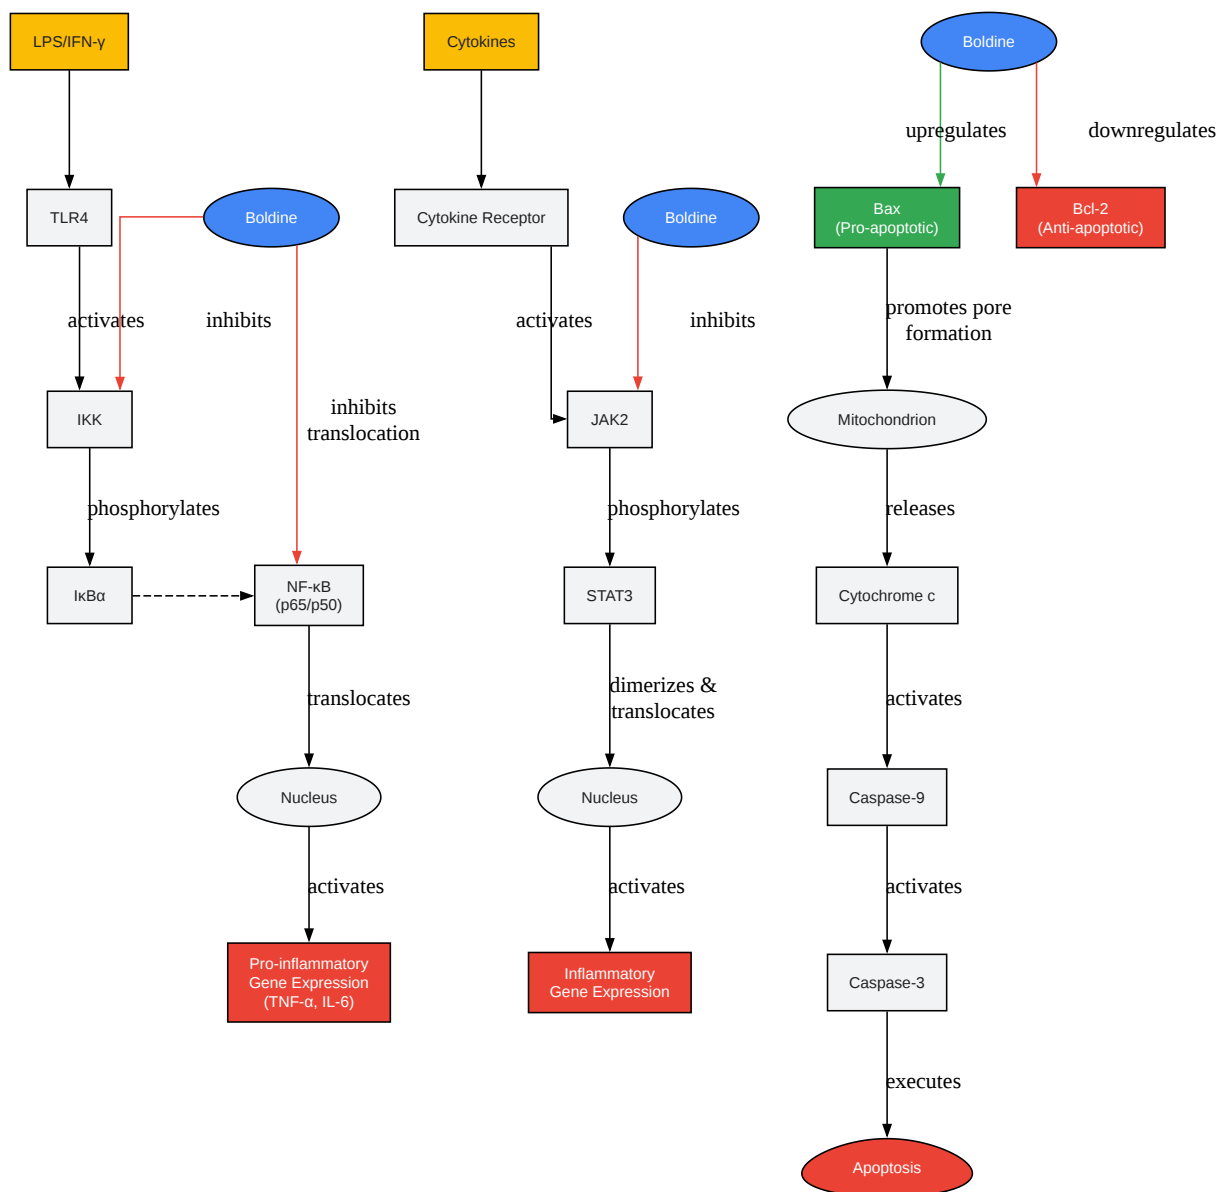 LPS/IFN-γ
TLR4
Boldine
activates
inhibits
IKK
inhibits
translocation
phosphorylates
IκBα
NF-κB
(p65/p50)
translocates
Nucleus
activates
Pro-inflammatory
Gene Expression
(TNF-α, IL-6)
Cytokines
Cytokine Receptor
Boldine
activates
inhibits
JAK2
phosphorylates
STAT3
dimerizes &
translocates
Nucleus
activates
Inflammatory
Gene Expression
Boldine
upregulates
downregulates
Bax
(Pro-apoptotic)
Bcl-2
(Anti-apoptotic)
promotes pore
formation
Mitochondrion
releases
Cytochrome c
activates
Caspase-9
activates
Caspase-3
executes
Apoptosis